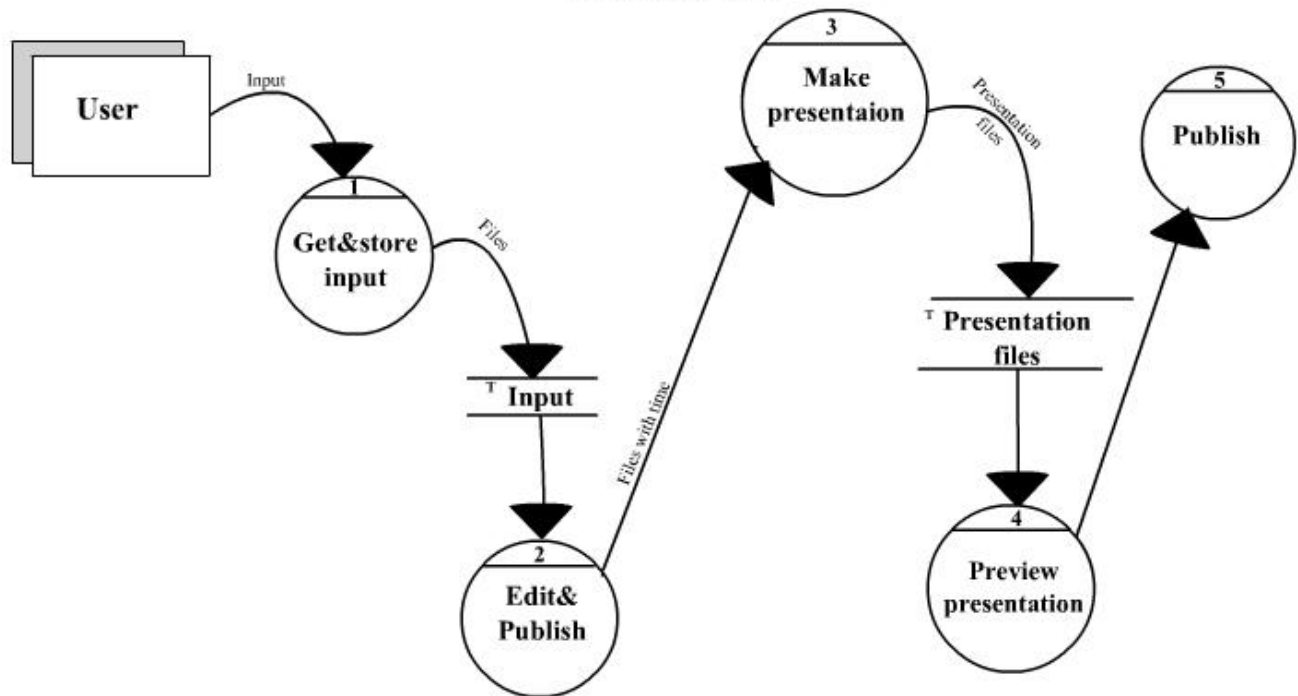 User
Input
1
Get&store
input
Files
T Input
2
Edit&
Publish
Files with time
3
Make
presentaion
Presentation
files
T Presentation
files
4
Preview
presentation
5
Publish